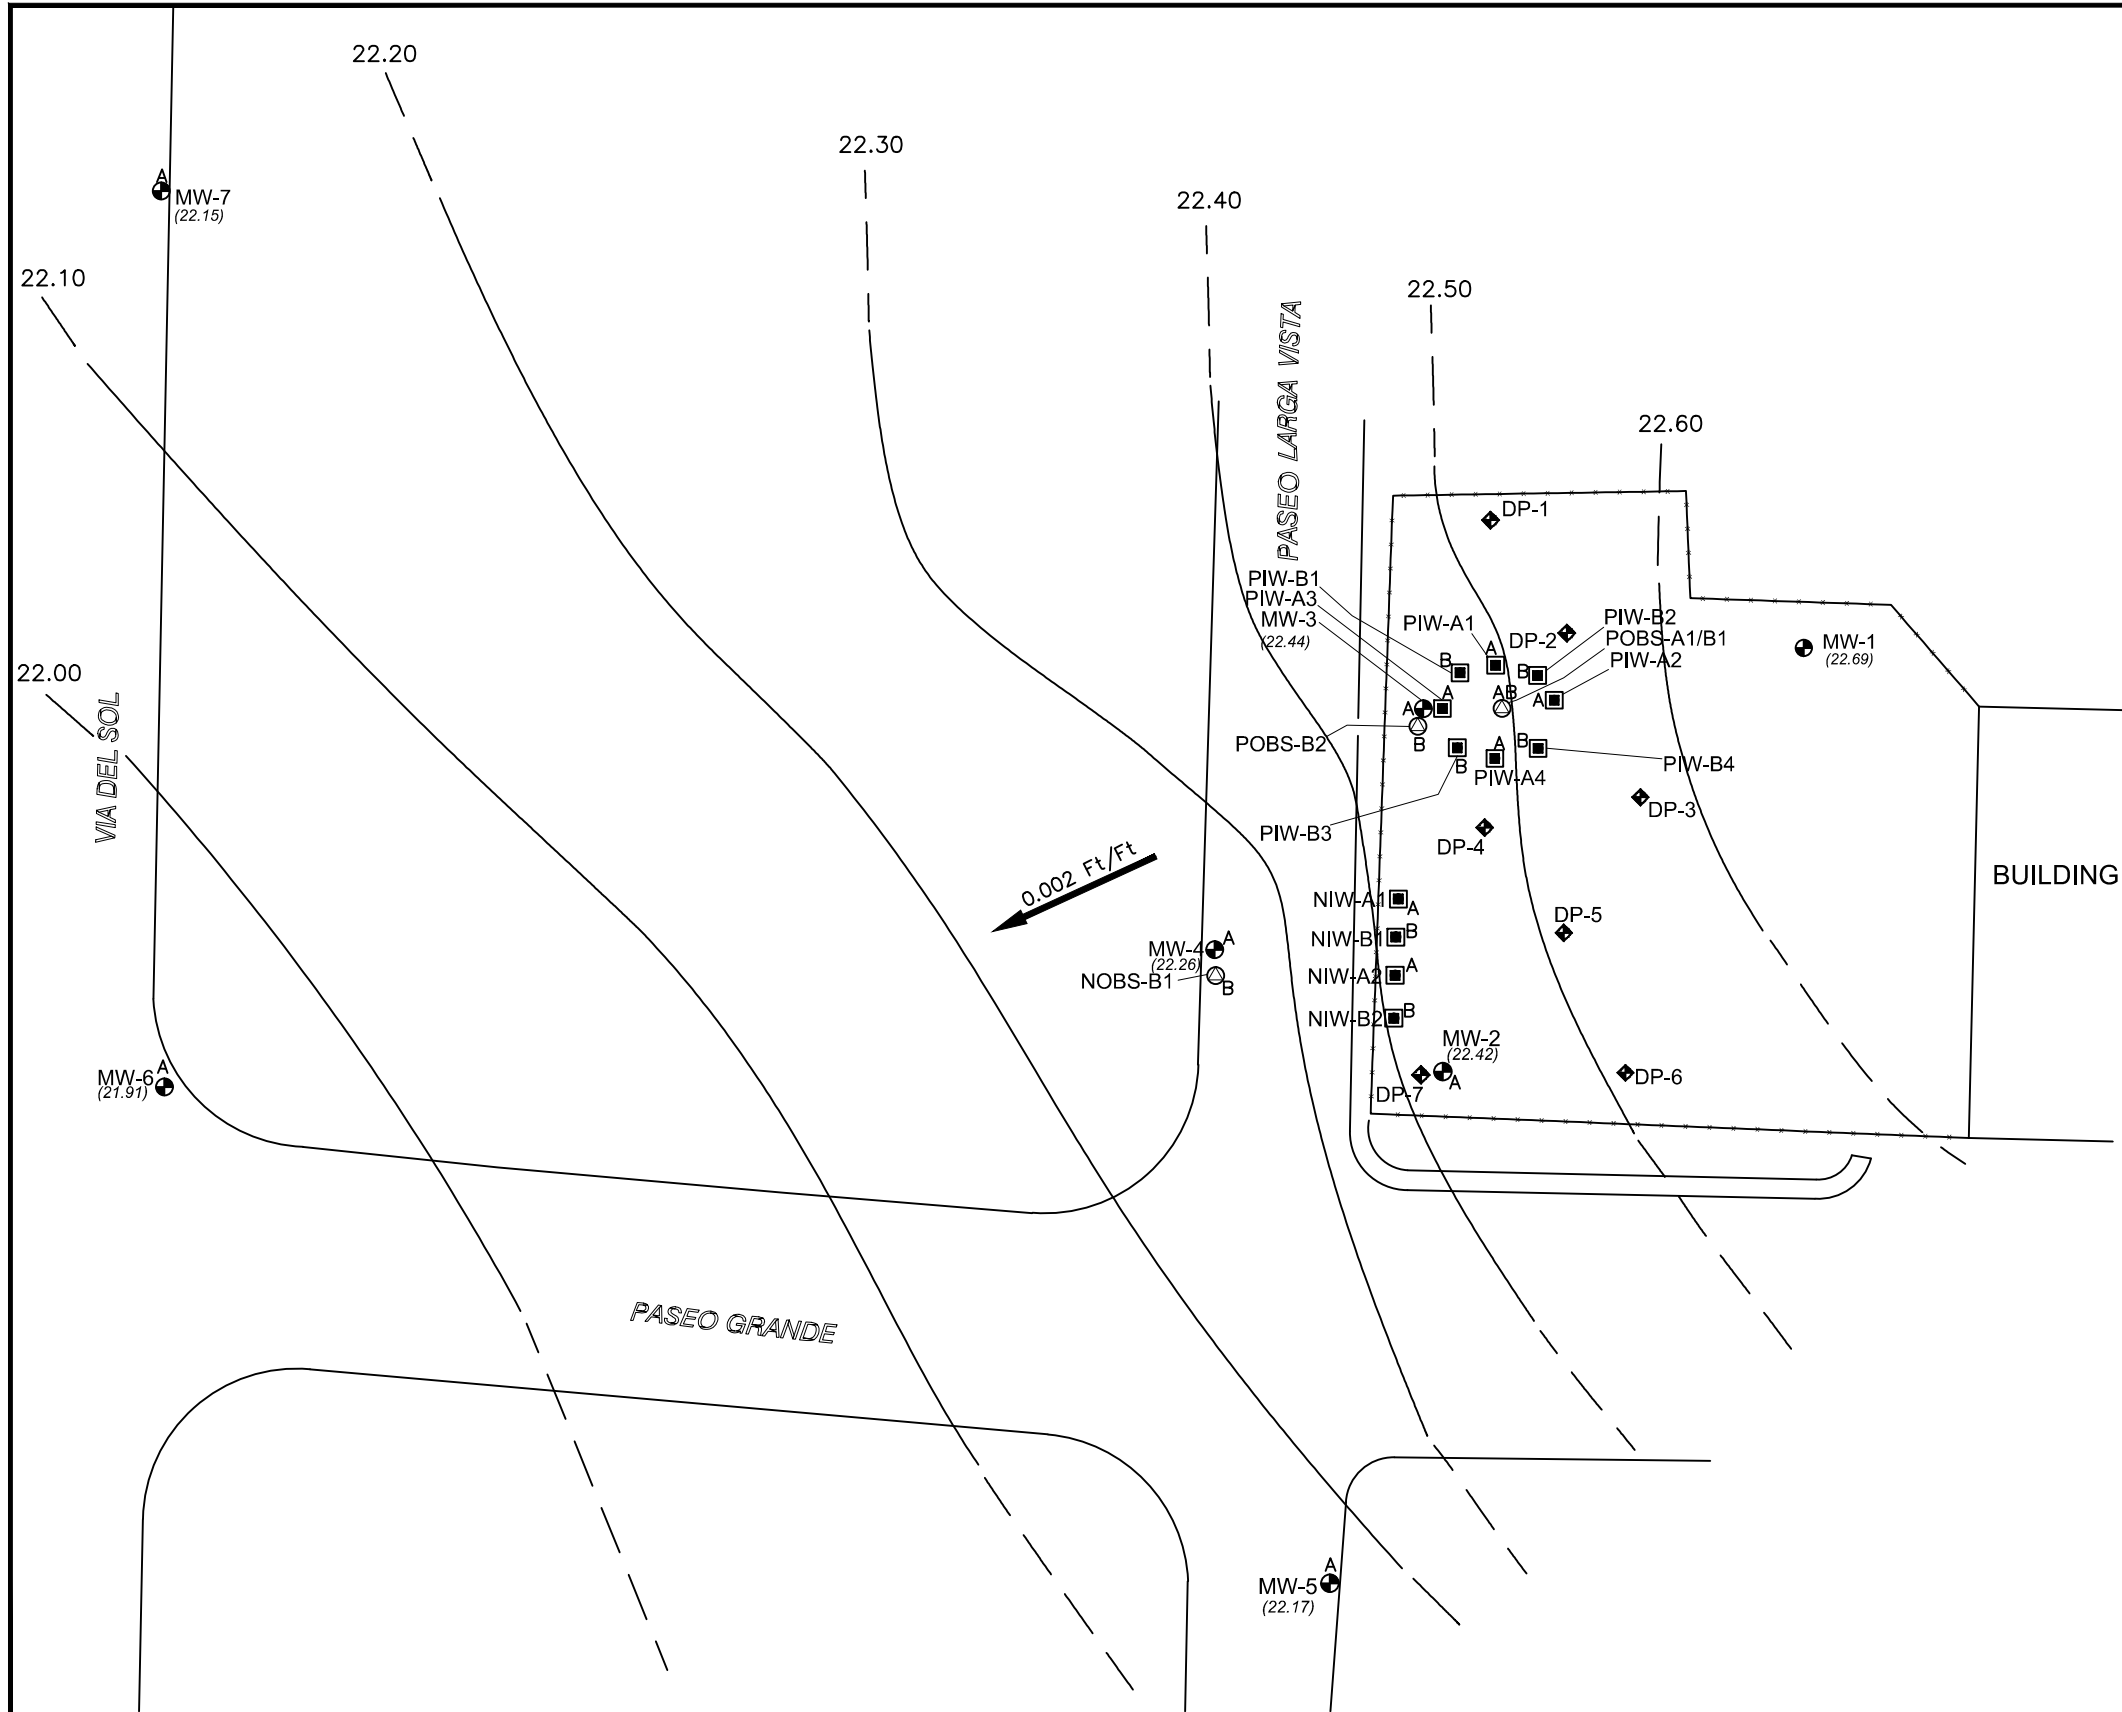 22.20
22.30
22.40
22.50
22.60
22.10
22.00
A
MW-7
(22.15)
PASEO LARGA VISTA
VIA DEL SOL
DP-1
PIW-B1
PIW-A3
MW-3
(22.44)
PIW-A1
A
B
DP-2
PIW-B2
POBS-A1/B1
PIW-A2
B
MW-1
(22.69)
A
A
AB
A
POBS-B2
B
B
A
B
PIW-A4
PIW-B4
PIW-B3
DP-3
DP-4
BUILDING
0.002 Ft/Ft
NIW-A1
A
DP-5
NIW-B1
B
MW-4
A
(22.26)
NOBS-B1
B
NIW-A2
A
NIW-B2
B
MW-2
(22.42)
A
DP-7
DP-6
MW-6
A
(21.91)
PASEO GRANDE
A
MW-5
(22.17)